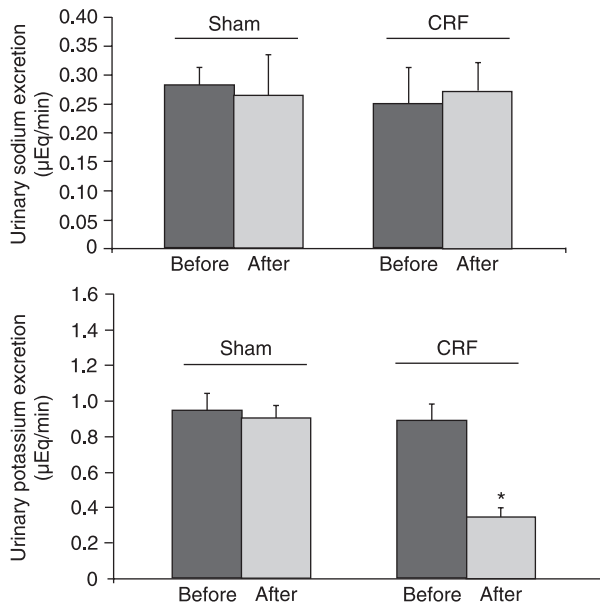 Urinary sodium excretion
(µEq/min)
0.40
0.35
0.30
0.25
0.20
0.15
0.10
0.05
0
Sham
CRF
Before After
Before After
Urinary potassium excretion
(µEq/min)
1.6
1.4
1.2
1.0
0.8
0.6
0.4
0.2
0
Sham
CRF
*
Before After
Before After